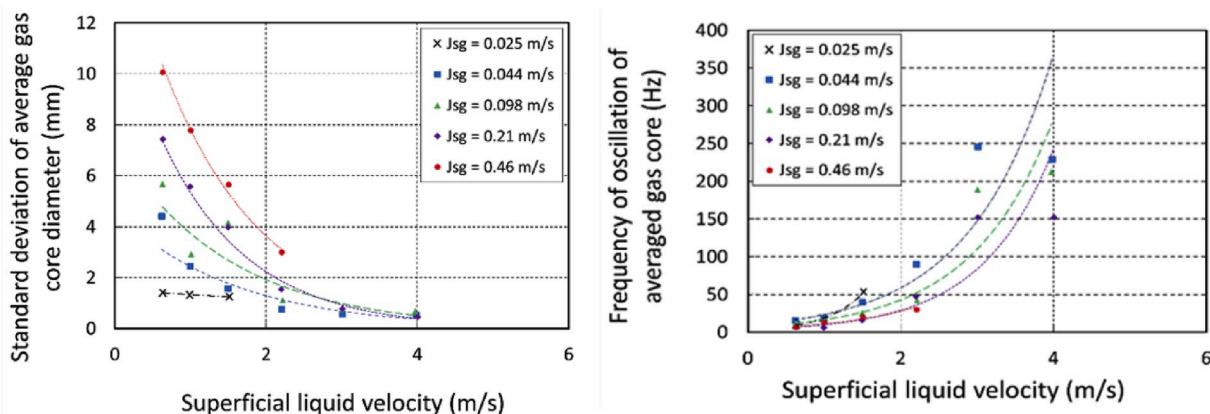 Standard deviation of average gas
core diameter (mm)
12
10
8
6
4
2
0
0
2
4
6
Superficial liquid velocity (m/s)
Jsg = 0.025 m/s
Jsg = 0.044 m/s
Jsg = 0.098 m/s
Jsg = 0.21 m/s
Jsg = 0.46 m/s
Frequency of oscillation of
averaged gas core (Hz)
400
350
300
250
200
150
100
50
0
0
2
4
6
Superficial liquid velocity (m/s)
Jsg = 0.025 m/s
Jsg = 0.044 m/s
Jsg = 0.098 m/s
Jsg = 0.21 m/s
Jsg = 0.46 m/s